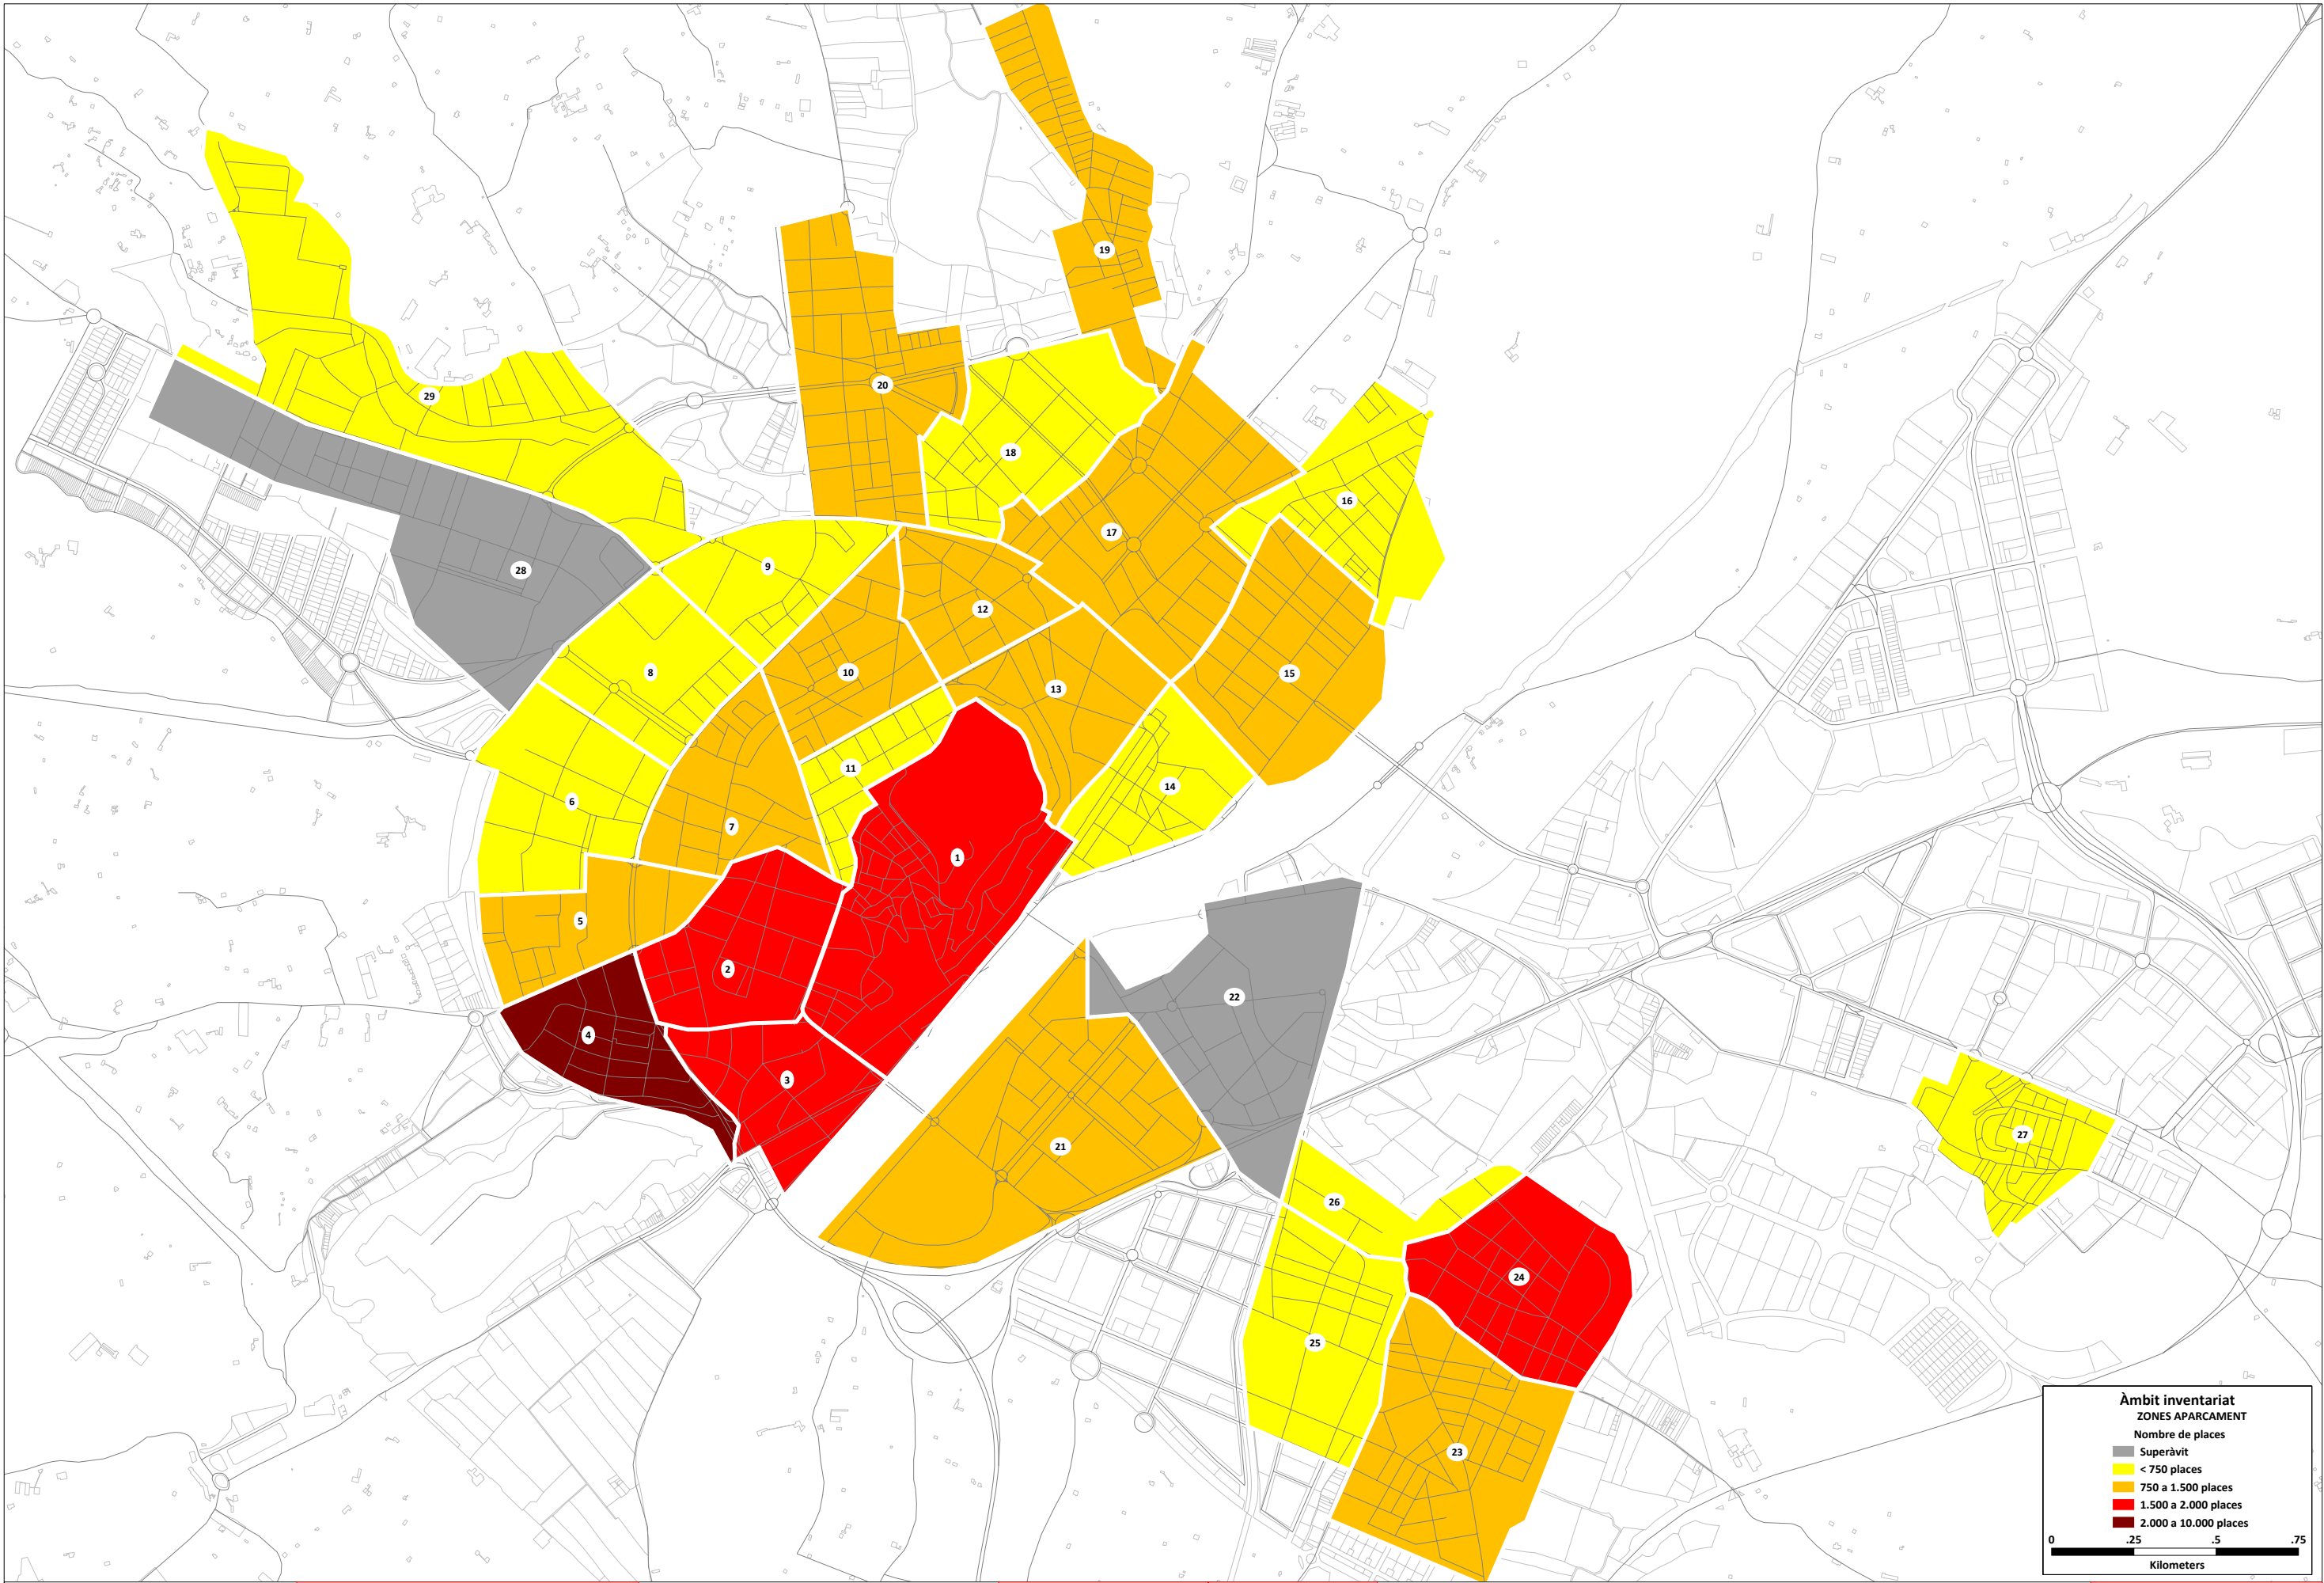 19
20
29
18
16
17
28
9
12
10
8
15
13
11
14
6
7
1
5
2
22
4
3
21
27
26
24
25
23
Àmbit inventariat
ZONES APARCAMENT
Nombre de places
Superàvit
< 750 places
750 a 1.500 places
1.500 a 2.000 places
2.000 a 10.000 places
0 .25 .5 .75
Kilometers